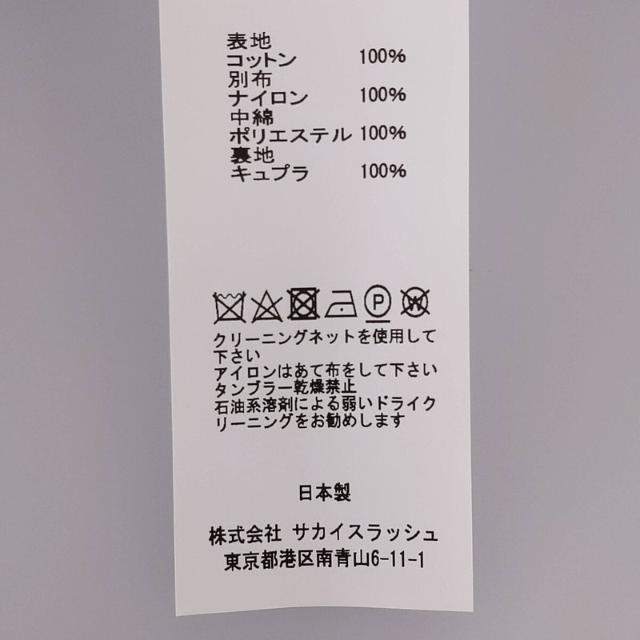 表地
コットン 100%
別布
ナイロン 100%
中綿
ポリエステル 100%
裏地
キュプラ 100%
P W
クリーニングネットを使用して
下さい
アイロンはあて布をして下さい
タンブラー乾燥禁止
石油系溶剤による弱いドライク
リーニングをお勧めします
日本製
株式会社 サカイスラッシュ
東京都港区南青山6-11-1